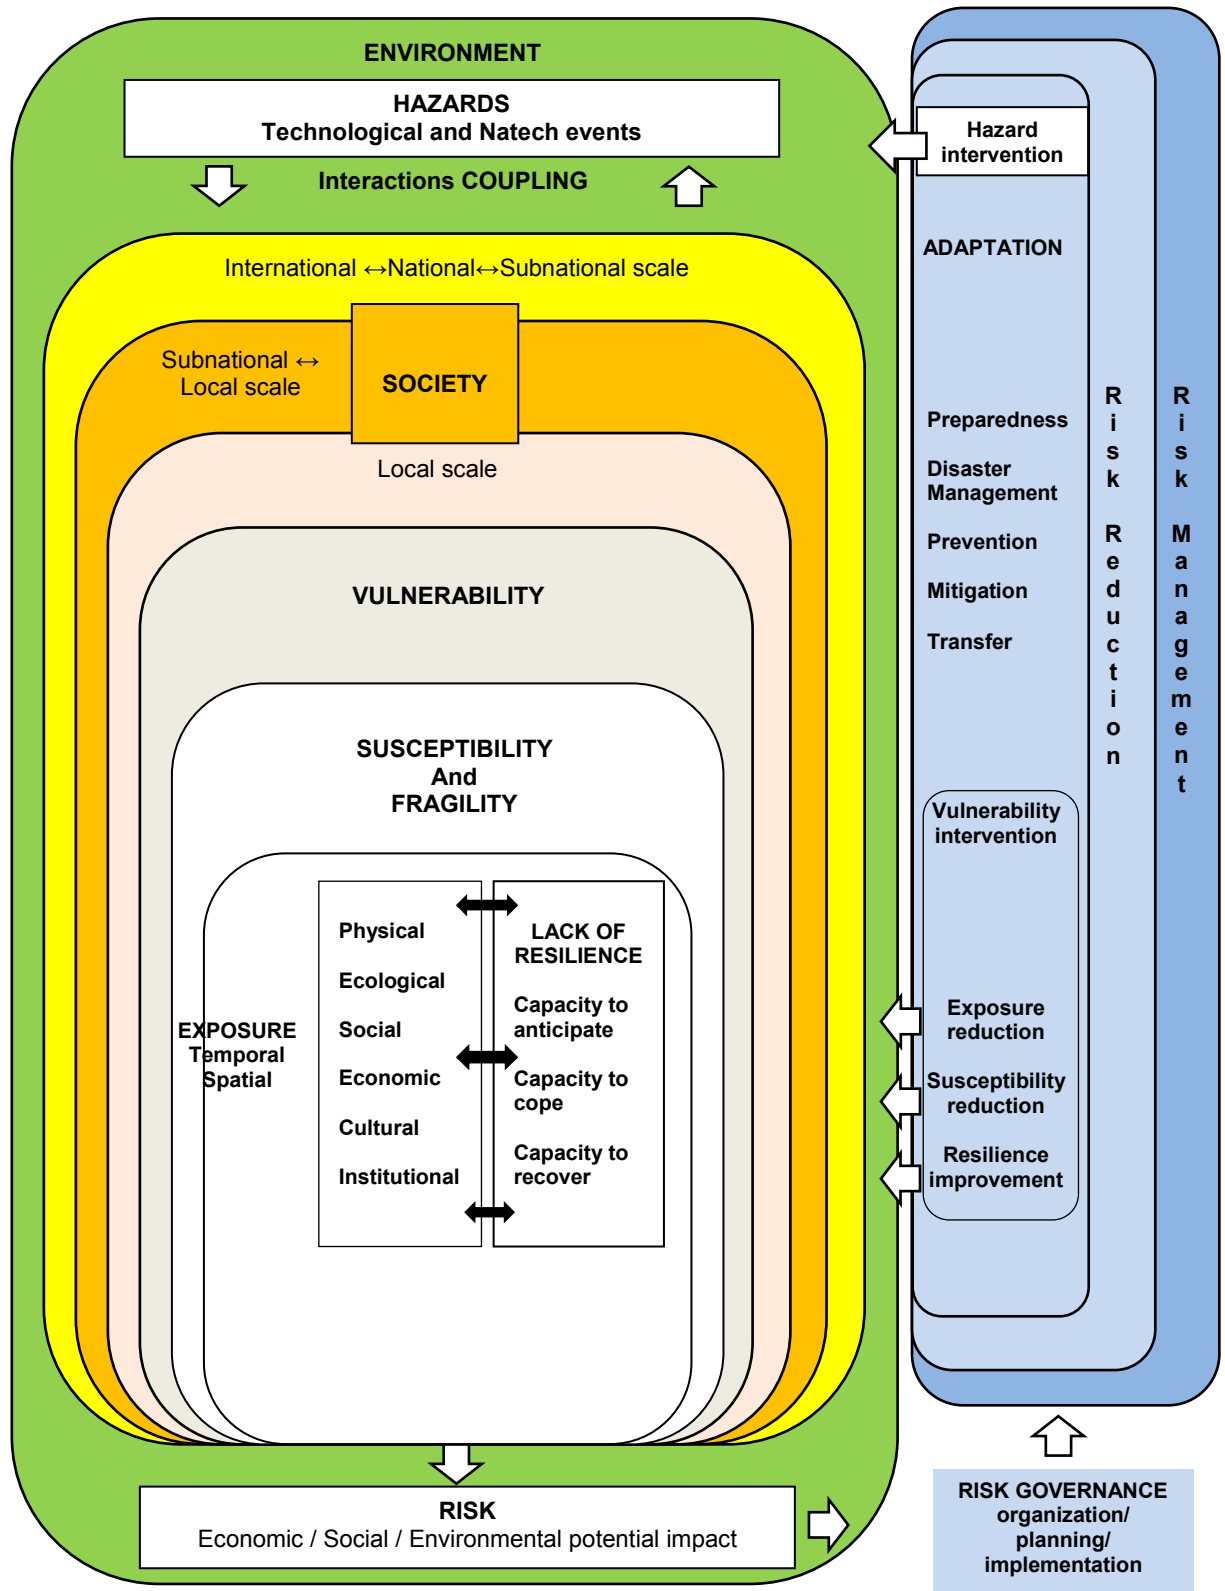 ENVIRONMENT
HAZARDS
Technological and Natech events
Interactions COUPLING
International ↔National↔Subnational scale
Subnational ↔
Local scale
SOCIETY
Local scale
VULNERABILITY
SUSCEPTIBILITY
And
FRAGILITY
EXPOSURE
Temporal
Spatial
Physical
Ecological
Social
Economic
Cultural
Institutional
LACK OF
RESILIENCE
Capacity to
anticipate
Capacity to
cope
Capacity to
recover
RISK
Economic / Social / Environmental potential impact
Hazard
intervention
ADAPTATION
Preparedness
Disaster
Management
Prevention
Mitigation
Transfer
Vulnerability
intervention
Exposure
reduction
Susceptibility
reduction
Resilience
improvement
Risk Reduction
Risk Management
RISK GOVERNANCE
organization/
planning/
implementation